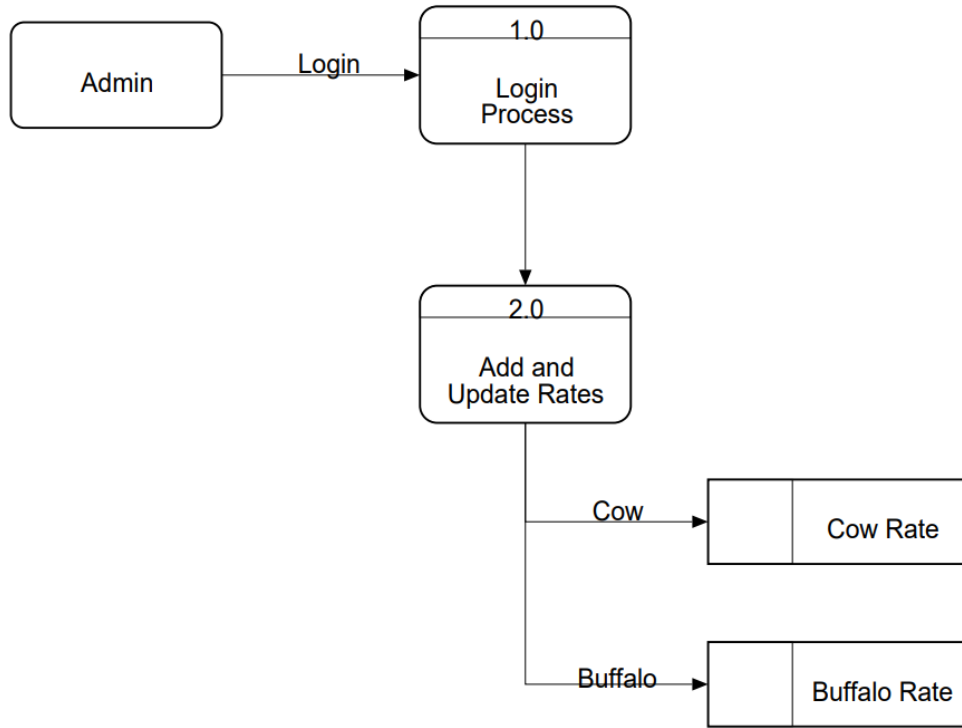 1.0
Admin
Login
Login
Process
2.0
Add and
Update Rates
Cow
Cow Rate
Buffalo
Buffalo Rate